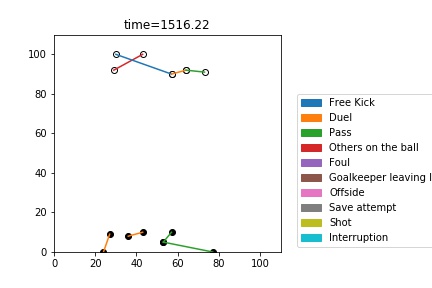 time=1516.22
100
80
60
40
20
0
0 20 40 60 80 100
Free Kick
Duel
Pass
Others on the ball
Foul
Goalkeeper leaving l
Offside
Save attempt
Shot
Interruption